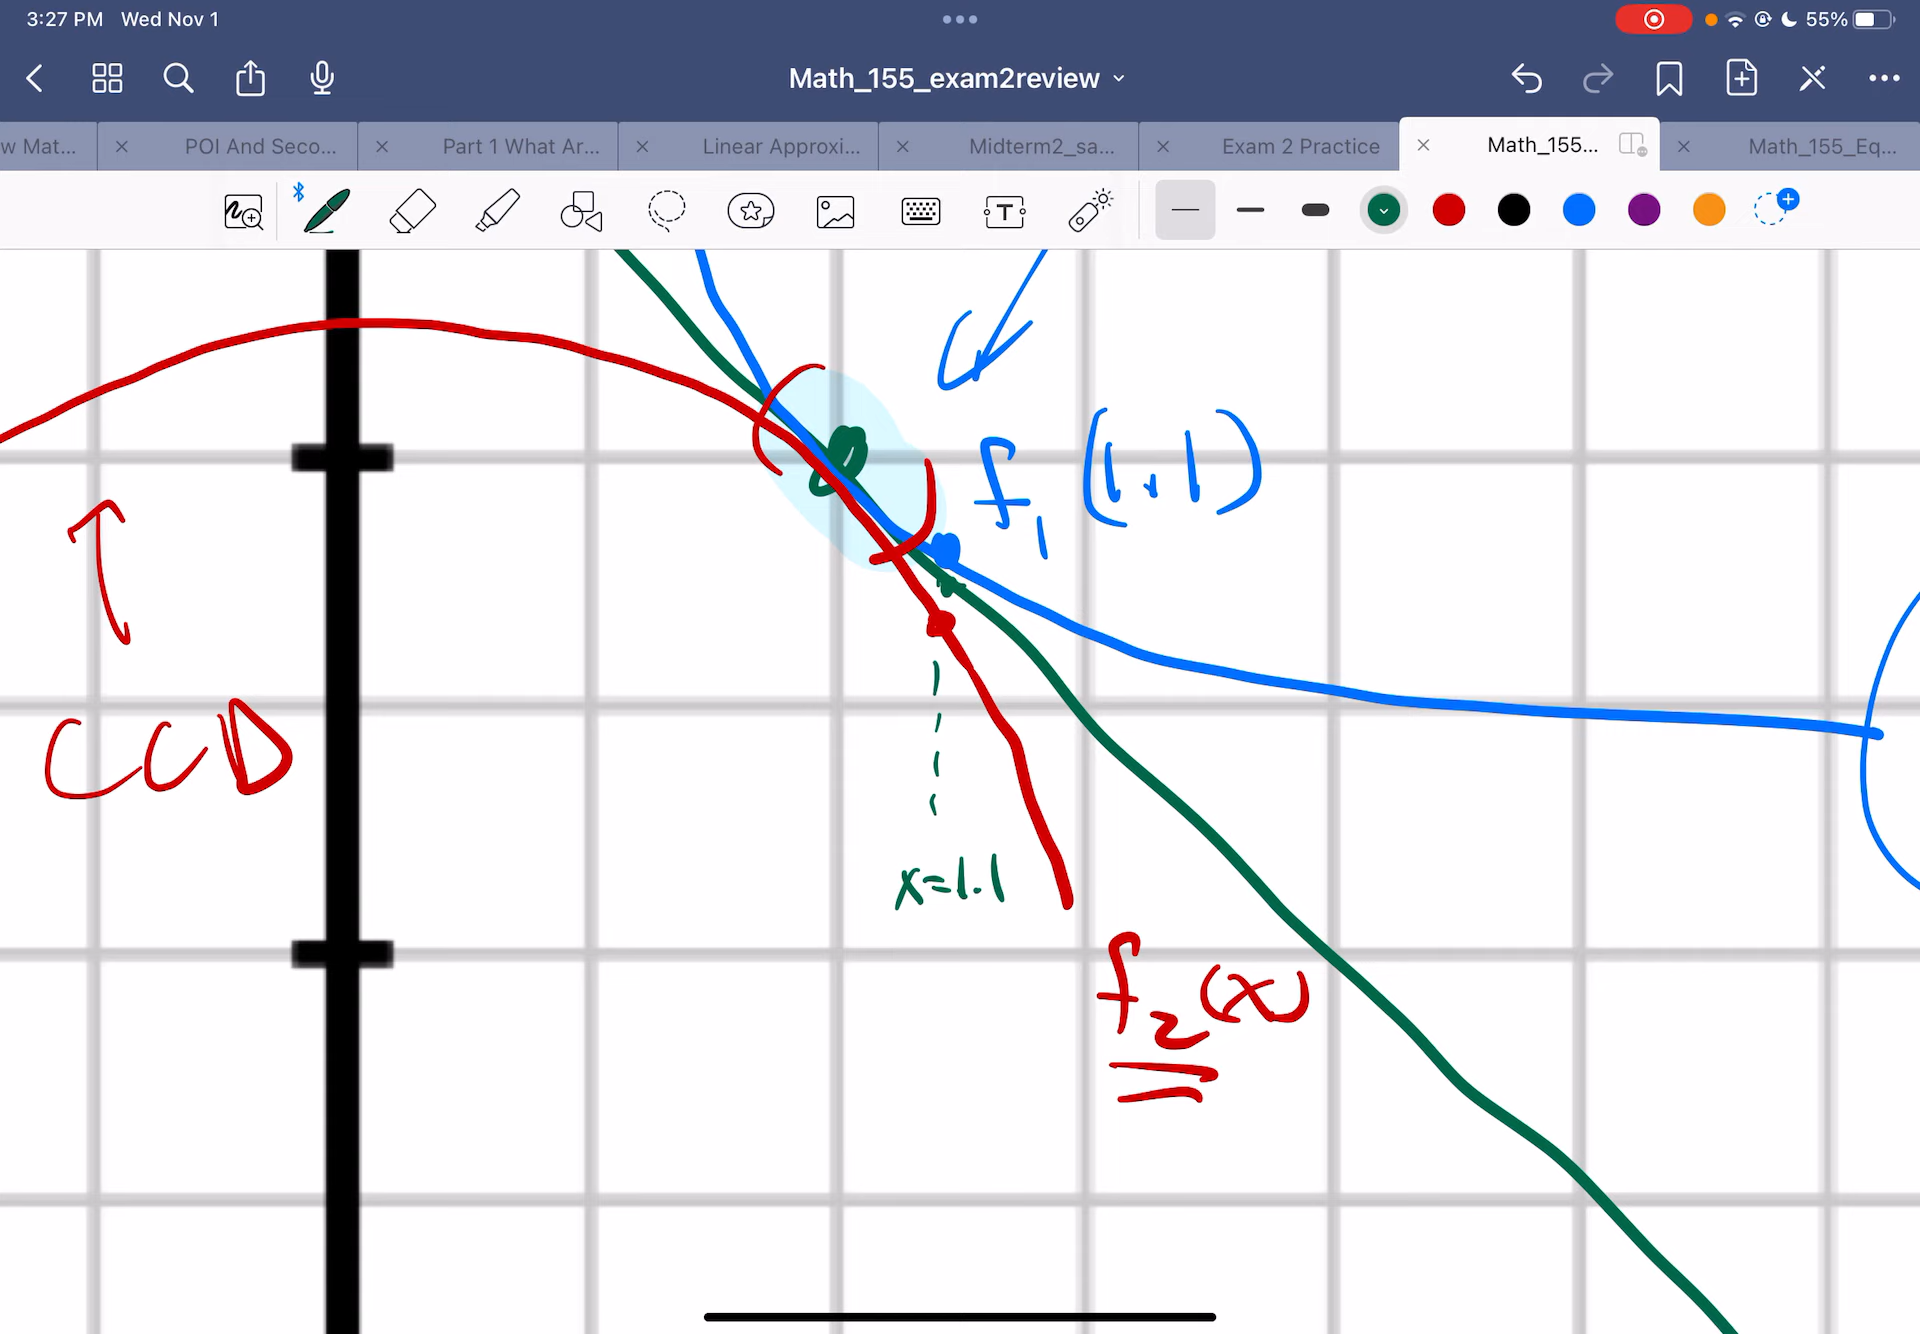 3:27 PM Wed Nov 1
55%
Math_155_exam2review
w Mat...
POI And Seco...
Part 1 What Ar...
Linear Approxi...
Midterm2_sa...
Exam 2 Practice
Math_155...
Math_155_Eq...
T
f₁(1.1)
CCD
x=1.1
f₂(x)